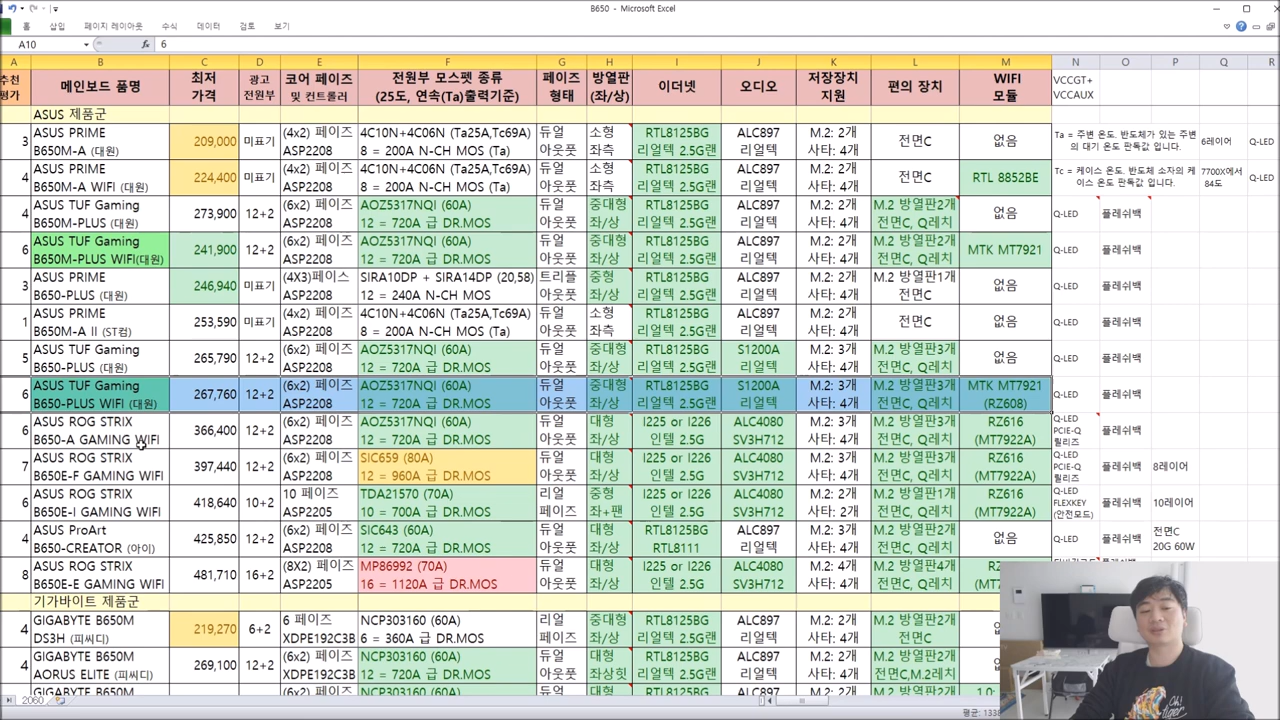 B650 - Microsoft Excel
홈 삽입 페이지 레이아웃 수식 데이터 검토 보기
A10 fx 6
A B C D E F G H I J K L M N O P Q R
추천 평가 메인보드 품명 최저 가격 광고 전원부 코어 페이즈 및 컨트롤러 전원부 모스펫 종류 (25도, 연속(Ta)출력기준) 페이즈 형태 방열판 (좌/상) 이더넷 오디오 저장장치 지원 편의 장치 WIFI 모듈 VCCGT+ VCCAUX
ASUS 제품군
3 ASUS PRIME B650M-A (대원) 209,000 미표기 (4x2) 페이즈 ASP2208 4C10N+4C06N (Ta25A,Tc69A) 8 = 200A N-CH MOS (Ta) 듀얼 아웃풋 소형 좌측 RTL8125BG 리얼텍 2.5G랜 ALC897 리얼텍 M.2: 2개 사타: 4개 전면C 없음 Ta = 주변 온도. 반도체가 있는 주변의 대기 온도 판독값 입니다. 6레이어 Q-LED
4 ASUS PRIME B650M-A WIFI (대원) 224,400 미표기 (4x2) 페이즈 ASP2208 4C10N+4C06N (Ta25A,Tc69A) 8 = 200A N-CH MOS (Ta) 듀얼 아웃풋 소형 좌측 RTL8125BG 리얼텍 2.5G랜 ALC897 리얼텍 M.2: 2개 사타: 4개 전면C RTL 8852BE Tc = 케이스 온도. 반도체 소자의 케이스 온도 판독값 입니다. 7700X에서 84도 Q-LED
4 ASUS TUF Gaming B650M-PLUS (대원) 273,900 12+2 (6x2) 페이즈 ASP2208 AOZ5317NQI (60A) 12 = 720A 급 DR.MOS 듀얼 아웃풋 중대형 좌/상 RTL8125BG 리얼텍 2.5G랜 ALC897 리얼텍 M.2: 2개 사타: 4개 M.2 방열판2개 전면C, Q레치 없음 Q-LED 플레쉬백
6 ASUS TUF Gaming B650M-PLUS WIFI(대원) 241,900 12+2 (6x2) 페이즈 ASP2208 AOZ5317NQI (60A) 12 = 720A 급 DR.MOS 듀얼 아웃풋 중대형 좌/상 RTL8125BG 리얼텍 2.5G랜 ALC897 리얼텍 M.2: 2개 사타: 4개 M.2 방열판2개 전면C, Q레치 MTK MT7921 Q-LED 플레쉬백
3 ASUS PRIME B650-PLUS (대원) 246,940 미표기 (4X3)페이스 ASP2208 SIRA10DP + SIRA14DP (20,58) 12 = 240A N-CH MOS 트리플 아웃풋 중형 좌/상 RTL8125BG 리얼텍 2.5G랜 ALC897 리얼텍 M.2: 2개 사타: 4개 M.2 방열판1개 전면C 없음 Q-LED 플레쉬백
1 ASUS PRIME B650M-A II (ST컴) 253,590 미표기 (4x2) 페이즈 ASP2208 4C10N+4C06N (Ta25A,Tc69A) 8 = 200A N-CH MOS (Ta) 듀얼 아웃풋 소형 좌측 RTL8125BG 리얼텍 2.5G랜 ALC897 리얼텍 M.2: 2개 사타: 4개 전면C 없음 Q-LED 플레쉬백
5 ASUS TUF Gaming B650-PLUS (대원) 265,790 12+2 (6x2) 페이즈 ASP2208 AOZ5317NQI (60A) 12 = 720A 급 DR.MOS 듀얼 아웃풋 중대형 좌/상 RTL8125BG 리얼텍 2.5G랜 S1200A 리얼텍 M.2: 3개 사타: 4개 M.2 방열판3개 전면C, Q레치 없음 Q-LED 플레쉬백
6 ASUS TUF Gaming B650-PLUS WIFI (대원) 267,760 12+2 (6x2) 페이즈 ASP2208 AOZ5317NQI (60A) 12 = 720A 급 DR.MOS 듀얼 아웃풋 중대형 좌/상 RTL8125BG 리얼텍 2.5G랜 S1200A 리얼텍 M.2: 3개 사타: 4개 M.2 방열판3개 전면C, Q레치 MTK MT7921 (RZ608) Q-LED 플레쉬백
6 ASUS ROG STRIX B650-A GAMING WIFI 366,400 12+2 (6x2) 페이즈 ASP2208 AOZ5317NQI (60A) 12 = 720A 급 DR.MOS 듀얼 아웃풋 대형 좌/상 I225 or I226 인텔 2.5G ALC4080 SV3H712 M.2: 3개 사타: 4개 M.2 방열판3개 전면C, Q레치 RZ616 (MT7922A) Q-LED PCIE-Q 릴리즈 플레쉬백
7 ASUS ROG STRIX B650E-F GAMING WIFI 397,440 12+2 (6x2) 페이즈 ASP2208 SIC659 (80A) 12 = 960A 급 DR.MOS 듀얼 아웃풋 대형 좌/상 I225 or I226 인텔 2.5G ALC4080 SV3H712 M.2: 3개 사타: 4개 M.2 방열판3개 전면C, Q레치 RZ616 (MT7922A) Q-LED PCIE-Q 릴리즈 플레쉬백 8레이어
6 ASUS ROG STRIX B650E-I GAMING WIFI 418,640 10+2 10 페이즈 ASP2208 TDA21570 (70A) 10 = 700A 급 DR.MOS 리얼 페이즈 중형 좌+팬 I225 or I226 인텔 2.5G ALC4080 SV3H712 M.2: 2개 사타: 2개 M.2 방열판1개 전면C, Q레치 RZ616 (MT7922A) Q-LED FLEXKEY (안전모드) 플레쉬백 10레이어
4 ASUS ProArt B650-CREATOR (아이) 425,850 12+2 (6x2) 페이즈 ASP2208 SIC643 (60A) 12 = 720A 급 DR.MOS 듀얼 아웃풋 대형 좌/상 RTL8125BG RTL8111 ALC897 리얼텍 M.2: 3개 사타: 4개 M.2 방열판2개 전면C, Q레치 없음 Q-LED 플레쉬백 전면C 20G 60W
8 ASUS ROG STRIX B650E-E GAMING WIFI 481,710 16+2 (8X2) 페이즈 ASP2205 MP86992 (70A) 16 = 1120A 급 DR.MOS 듀얼 아웃풋 대형 좌/상 I225 or I226 인텔 2.5G ALC4080 SV3H712 M.2: 4개 사타: 4개 M.2 방열판4개 전면C, Q레치
기가바이트 제품군
4 GIGABYTE B650M DS3H (피씨디) 219,270 6+2 6 페이즈 XDPE192C3B NCP303160 (60A) 6 = 360A 급 DR.MOS 리얼 페이즈 중대형 좌/상 RTL8125BG 리얼텍 2.5G랜 ALC897 리얼텍 M.2: 2개 사타: 4개 M.2 방열판2개 전면C
4 GIGABYTE B650M AORUS ELITE (피씨디) 269,100 12+2 (6x2) 페이즈 XDPE192C3B NCP303160 (60A) 12 = 720A 급 DR.MOS 듀얼 아웃풋 대형 좌상힛 RTL8125BG 리얼텍 2.5G랜 ALC897 리얼텍 M.2: 2개 사타: 4개 M.2 방열판2개 전면C,M.2레치
GIGABYTE B650M (6x2) 페이즈 NCP303160 (60A) 듀얼 대형 RTL8125BG ALC897 M.2: 2개 M.2 방열판2개
2060